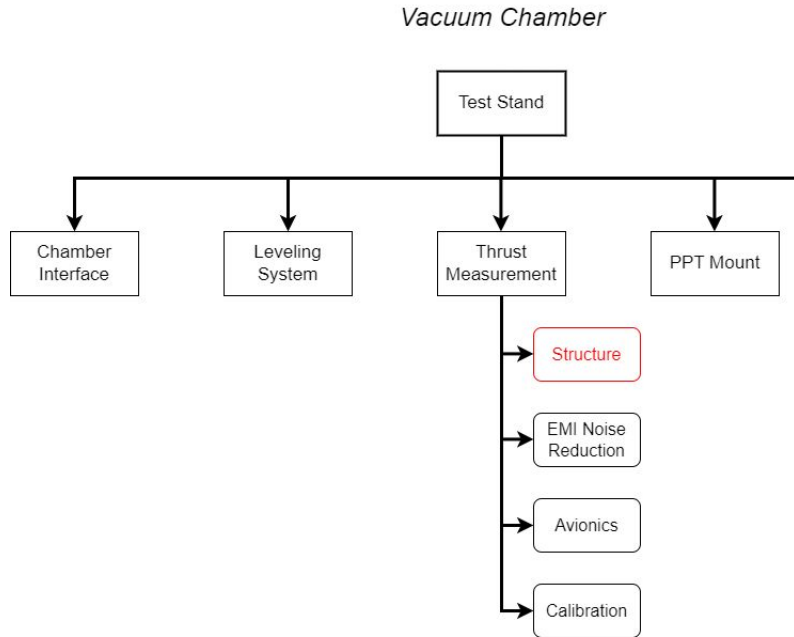 Vacuum Chamber
Test Stand
Chamber
Interface
Leveling
System
Thrust
Measurement
PPT Mount
Structure
EMI Noise
Reduction
Avionics
Calibration